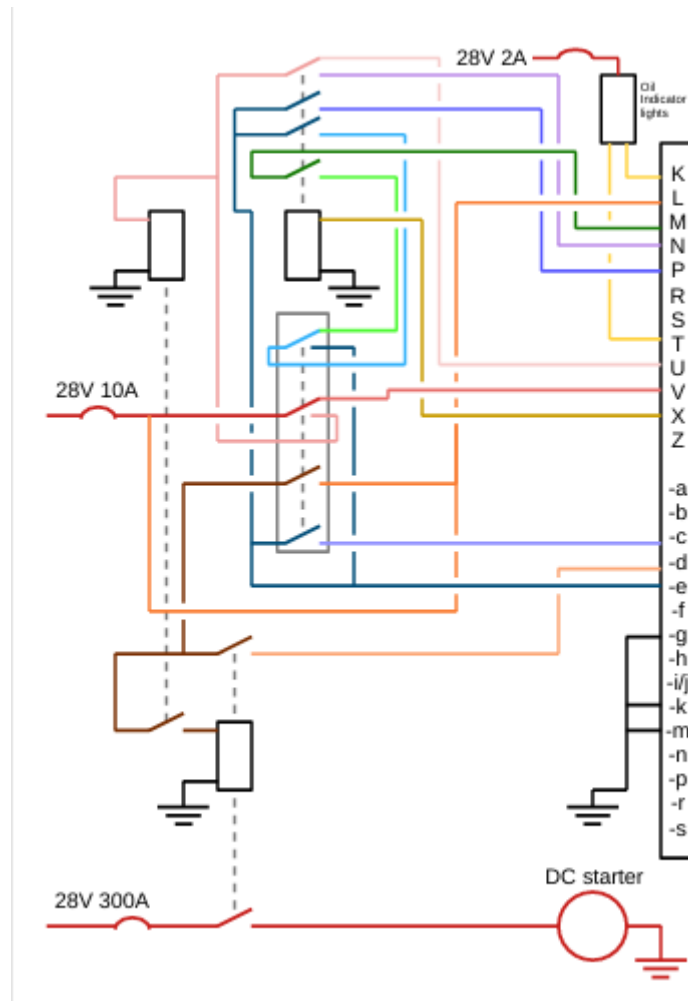 28V 2A
Oil
Indicator
lights
K
L
M
N
P
R
S
T
U
V
X
Z
28V 10A
-a
-b
-c
-d
-e
-f
-g
-h
-i/j
-k
-m
-n
-p
-r
-s
28V 300A
DC starter